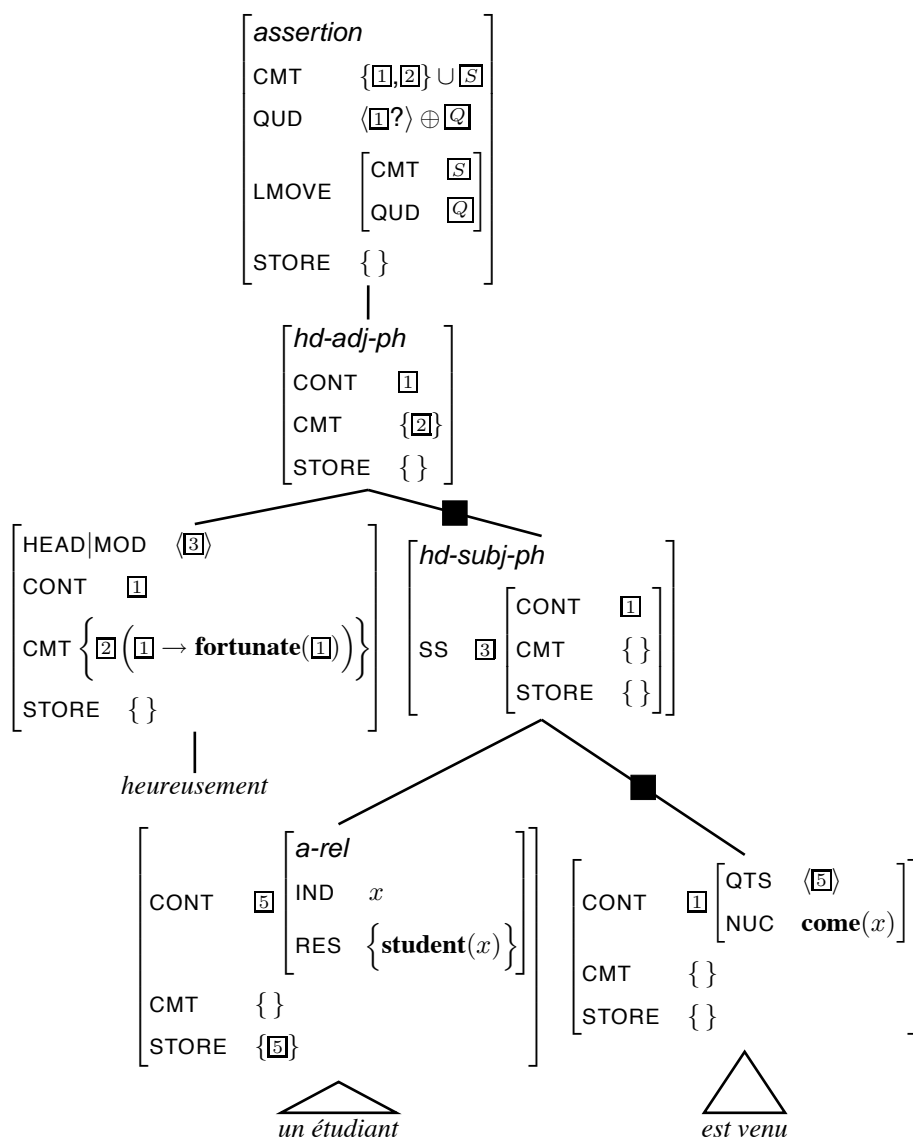 assertion
CMT {1,2} ∪ S
QUD ⟨1?⟩ ⊕ Q
LMOVE
CMT S
QUD Q
STORE { }
hd-adj-ph
CONT 1
CMT {2}
STORE { }
HEAD|MOD ⟨3⟩
CONT 1
CMT {2 (1 → fortunate(1))}
STORE { }
heureusement
hd-subj-ph
SS 3
CONT 1
CMT { }
STORE { }
CONT 5
a-rel
IND x
RES {student(x)}
CMT { }
STORE {5}
un étudiant
CONT 1
QTS ⟨5⟩
NUC come(x)
CMT { }
STORE { }
est venu